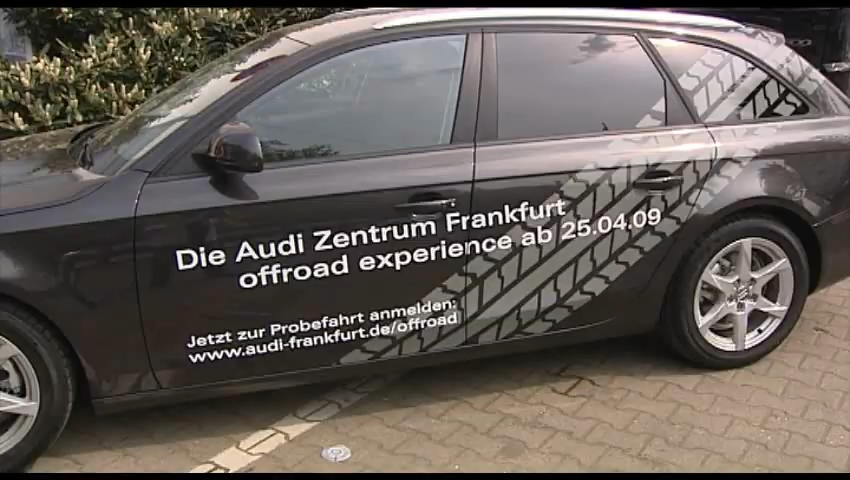 Die Audi Zentrum Frankfurt
offroad experience ab 25.04.09
Jetzt zur Probefahrt anmelden:
www.audi-frankfurt.de/offroad